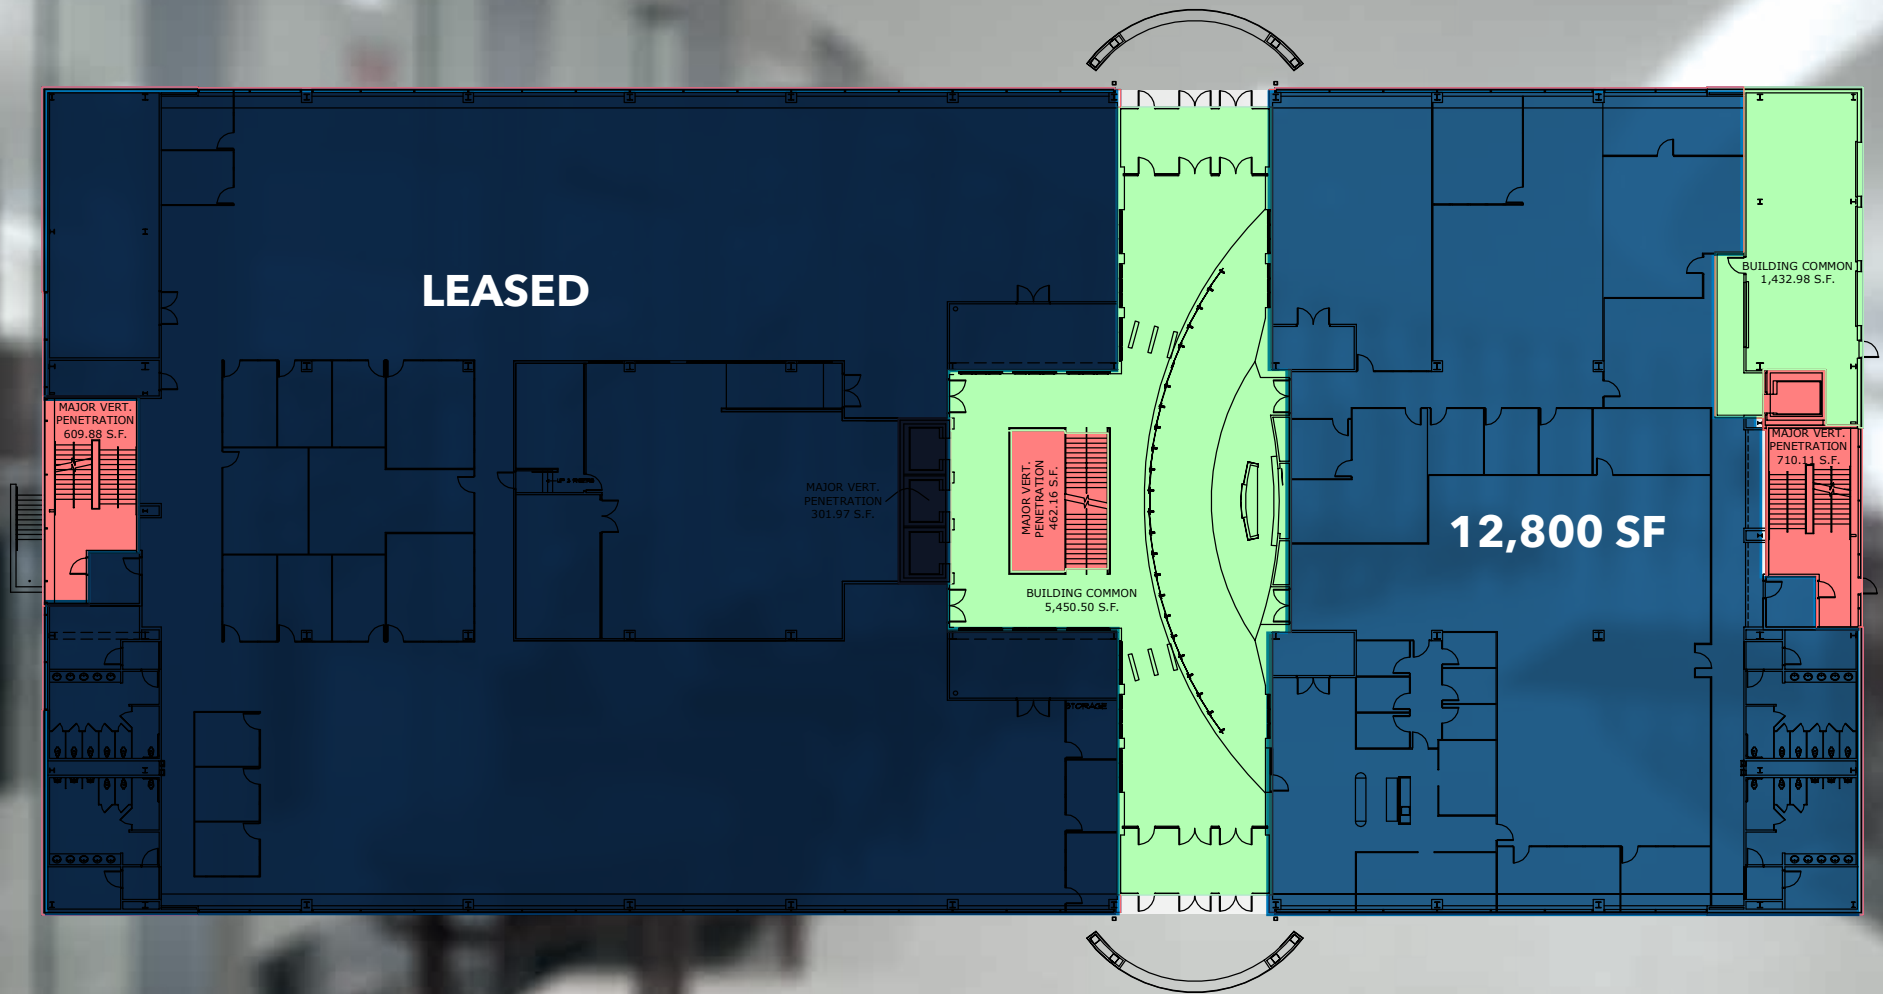 LEASED
BUILDING COMMON
1,432.98 S.F.
MAJOR VERT.
PENETRATION
609.88 S.F.
MAJOR VERT.
PENETRATION
710.11 S.F.
MAJOR VERT.
PENETRATION
301.97 S.F.
MAJOR VERT.
PENETRATION
462.16 S.F.
12,800 SF
BUILDING COMMON
5,450.50 S.F.
STORAGE